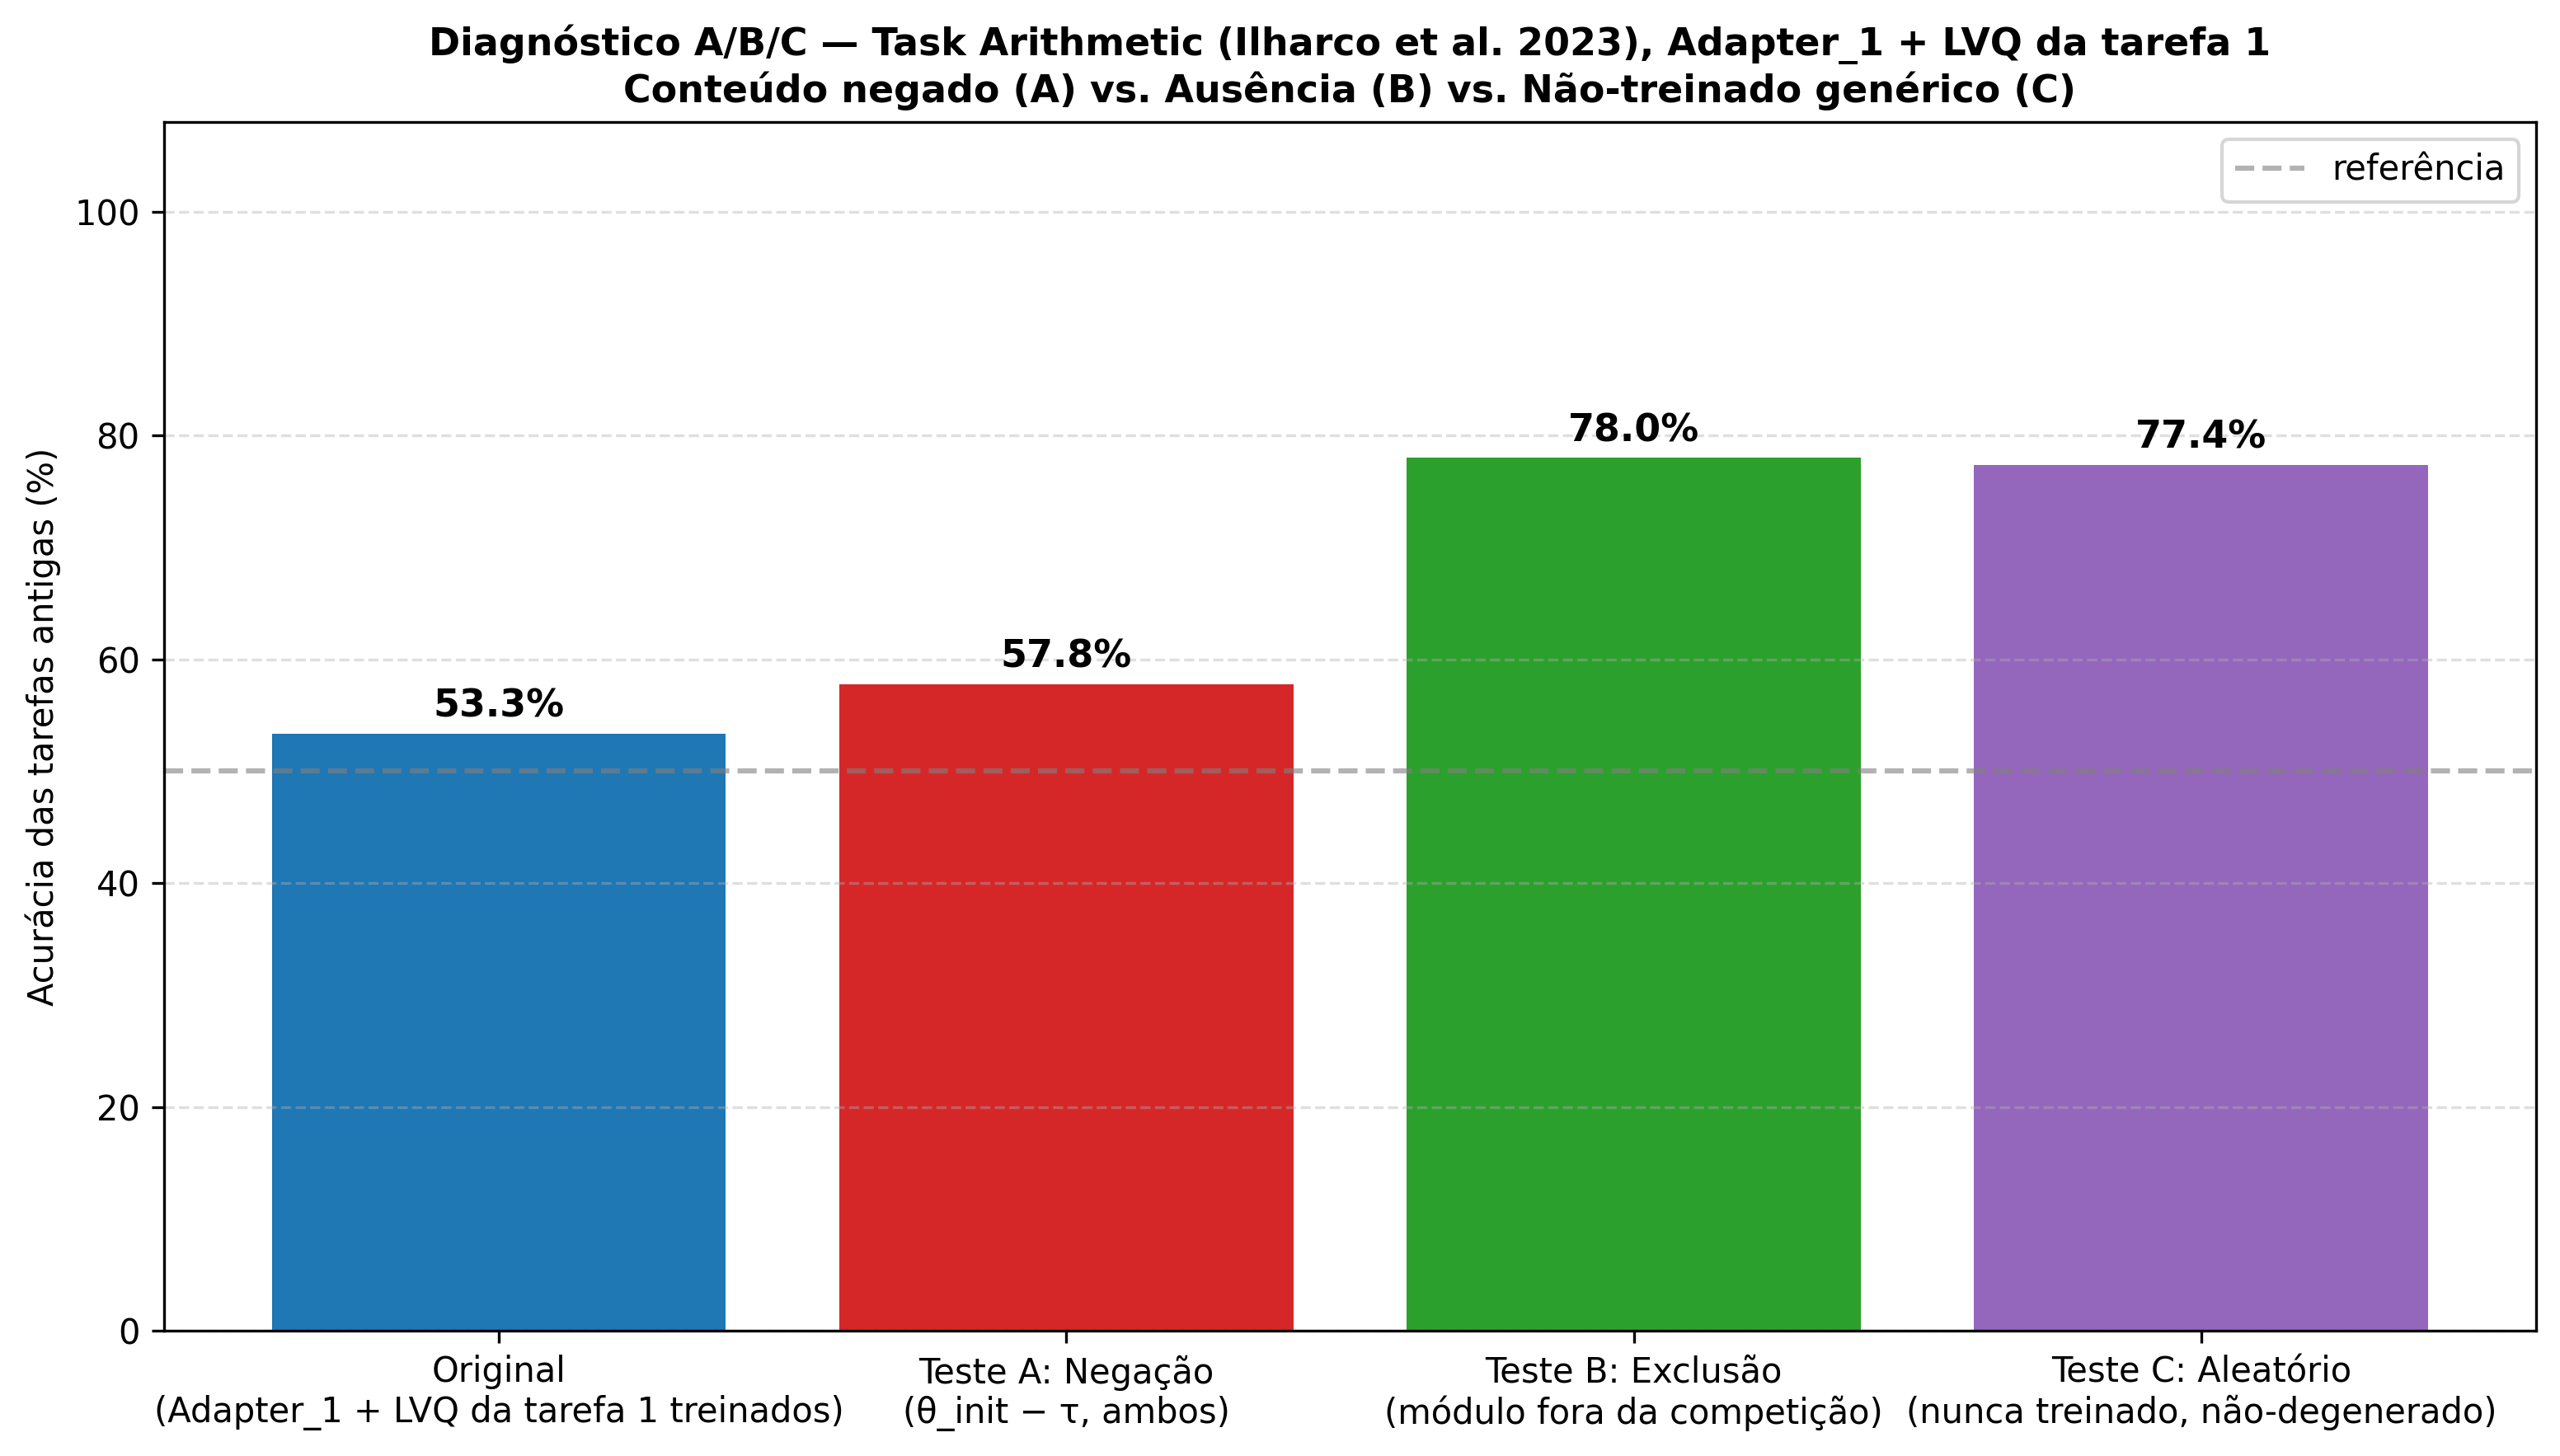 Diagnóstico A/B/C — Task Arithmetic (Ilharco et al. 2023), Adapter_1 + LVQ da tarefa 1
Conteúdo negado (A) vs. Ausência (B) vs. Não-treinado genérico (C)
referência
Acurácia das tarefas antigas (%)
100
80
60
40
20
0
53.3%
57.8%
78.0%
77.4%
Original
(Adapter_1 + LVQ da tarefa 1 treinados)
Teste A: Negação
(θ_init − τ, ambos)
Teste B: Exclusão
(módulo fora da competição)
Teste C: Aleatório
(nunca treinado, não-degenerado)